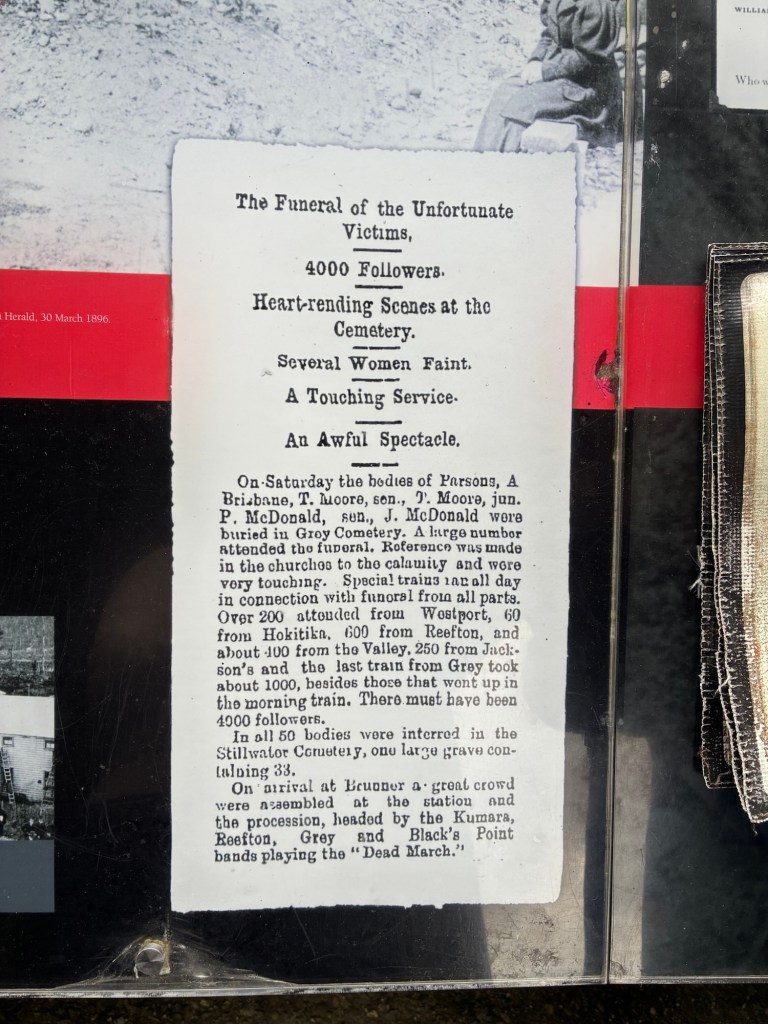 WILLIA
Who w
The Funeral of the Unfortunate
Victims,
4000 Followers.
Heart-rending Scenes at the
Cemetery.
Several Women Faint.
A Touching Service.
An Awful Spectacle.
Herald, 30 March 1896.
On Saturday the bodies of Parsons, A
Brisbane, T. Moore, sen., T. Moore, jun.
P. McDonald, sen., J. McDonald were
buried in Grey Cemetery. A large number
attended the funeral. Reference was made
in the churches to the calamity and were
very touching. Special trains ran all day
in connection with funeral from all parts.
Over 200 attended from Westport, 60
from Hokitika, 600 from Reefton, and
about 400 from the Valley, 250 from Jack-
son's and the last train from Grey took
about 1000, besides those that went up in
the morning train. There must have been
4000 followers.
In all 50 bodies were interred in the
Stillwater Cemetery, one large grave con-
taining 33.
On arrival at Brunner a great crowd
were assembled at the station and
the procession, headed by the Kumara,
Reefton, Grey and Black's Point
bands playing the "Dead March."